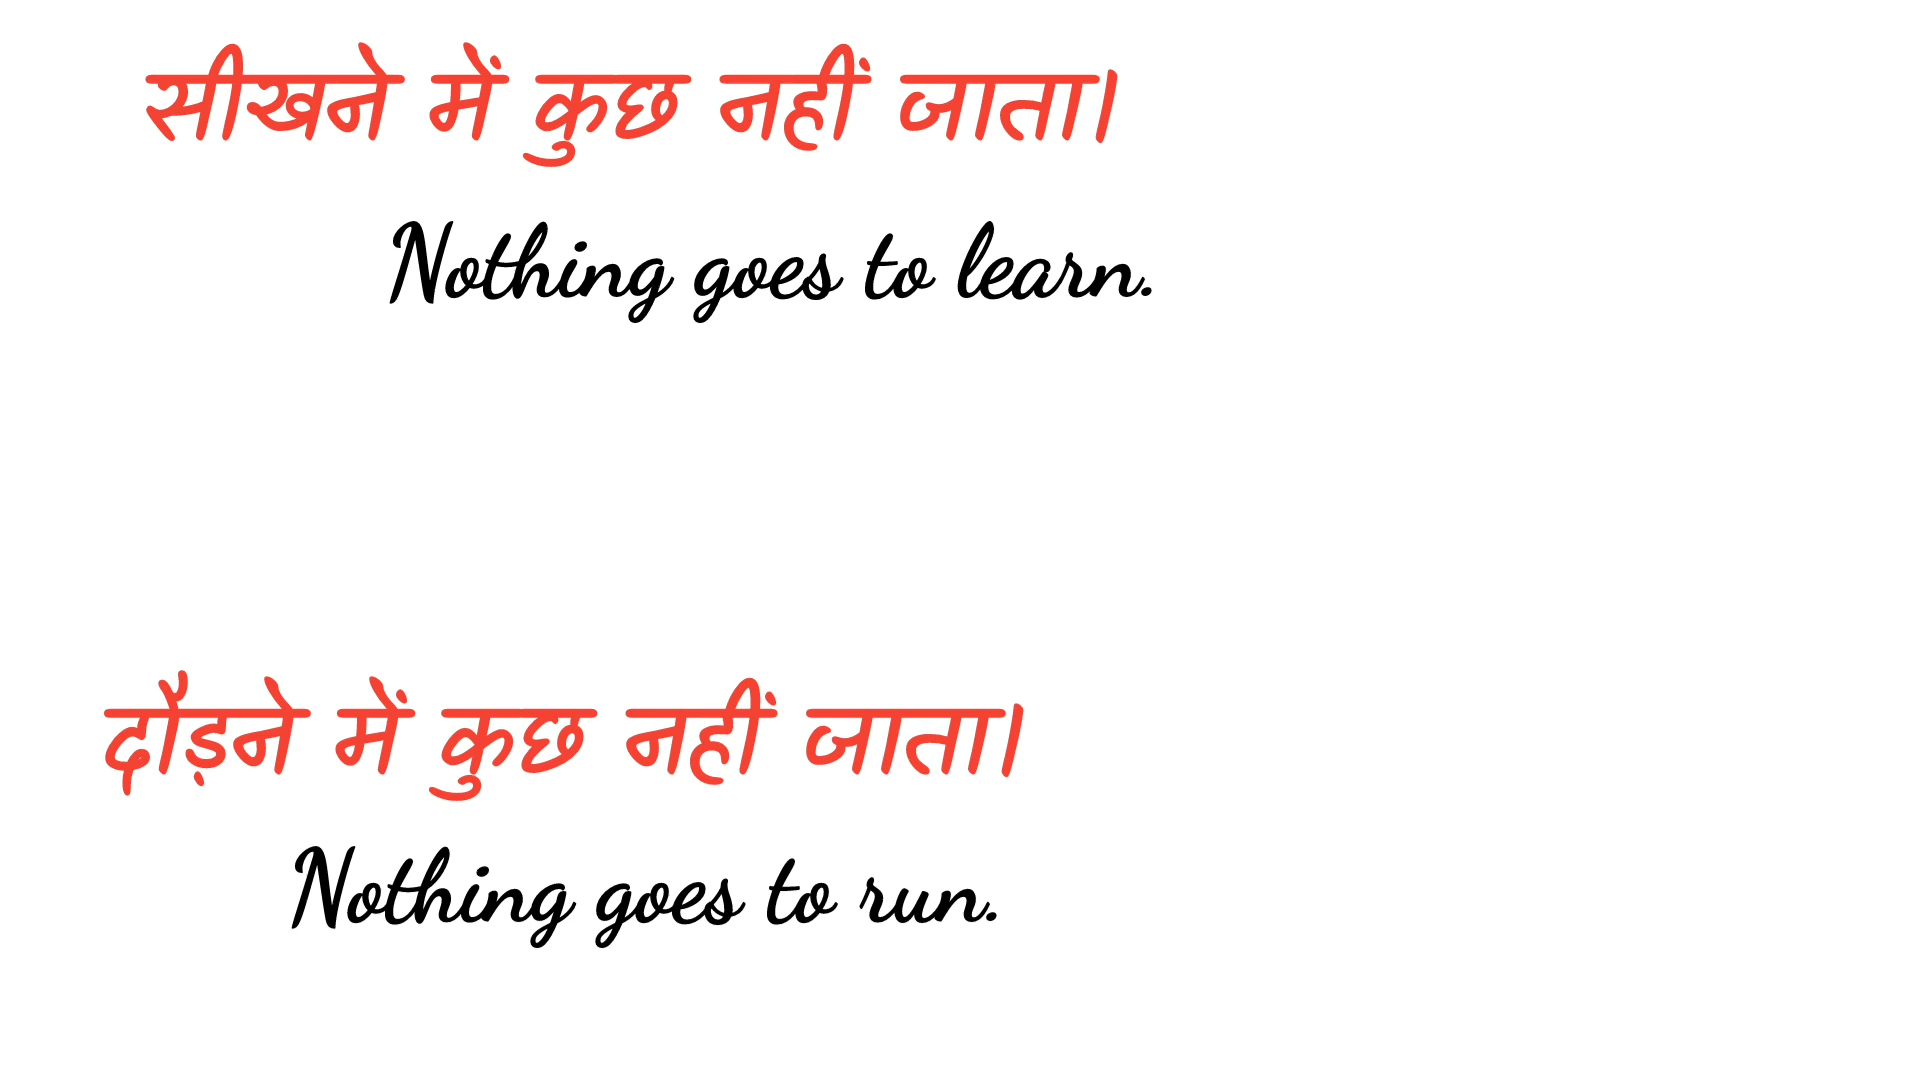 सीखने में कुछ नहीं जाता।
Nothing goes to learn.
दौड़ने में कुछ नहीं जाता।
Nothing goes to run.